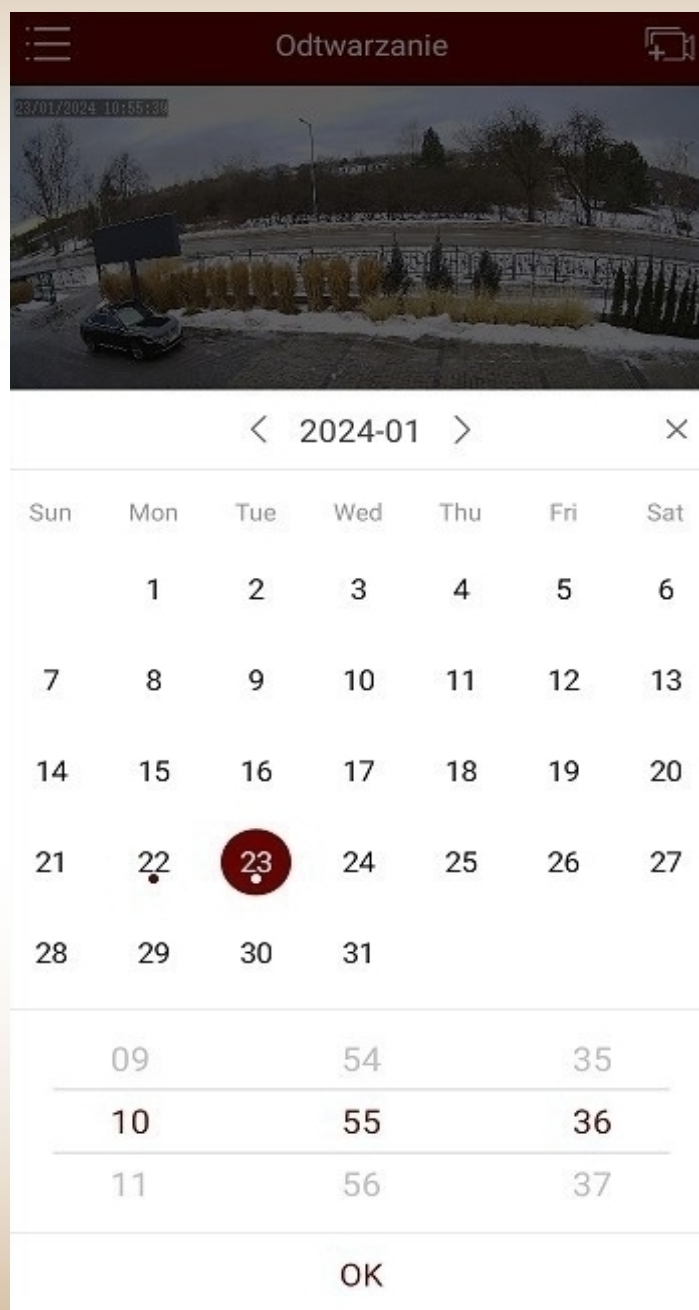 Odtwarzanie
23/01/2024 10:55:38
< 2024-01 > ×
Sun Mon Tue Wed Thu Fri Sat
1 2 3 4 5 6
7 8 9 10 11 12 13
14 15 16 17 18 19 20
21 22 23 24 25 26 27
28 29 30 31
09 54 35
10 55 36
11 56 37
OK